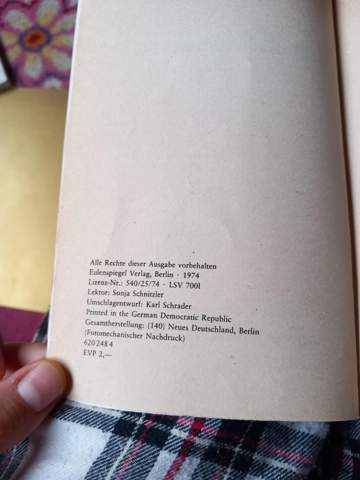 Alle Rechte dieser Ausgabe vorbehalten
Eulenspiegel Verlag, Berlin · 1974
Lizenz-Nr.: 540/25/74 · LSV 7001
Lektor: Sonja Schnitzler
Umschlagentwurf: Karl Schrader
Printed in the German Democratic Republic
Gesamtherstellung: (140) Neues Deutschland, Berlin
(Fotomechanischer Nachdruck)
620 248 4
EVP 2,—